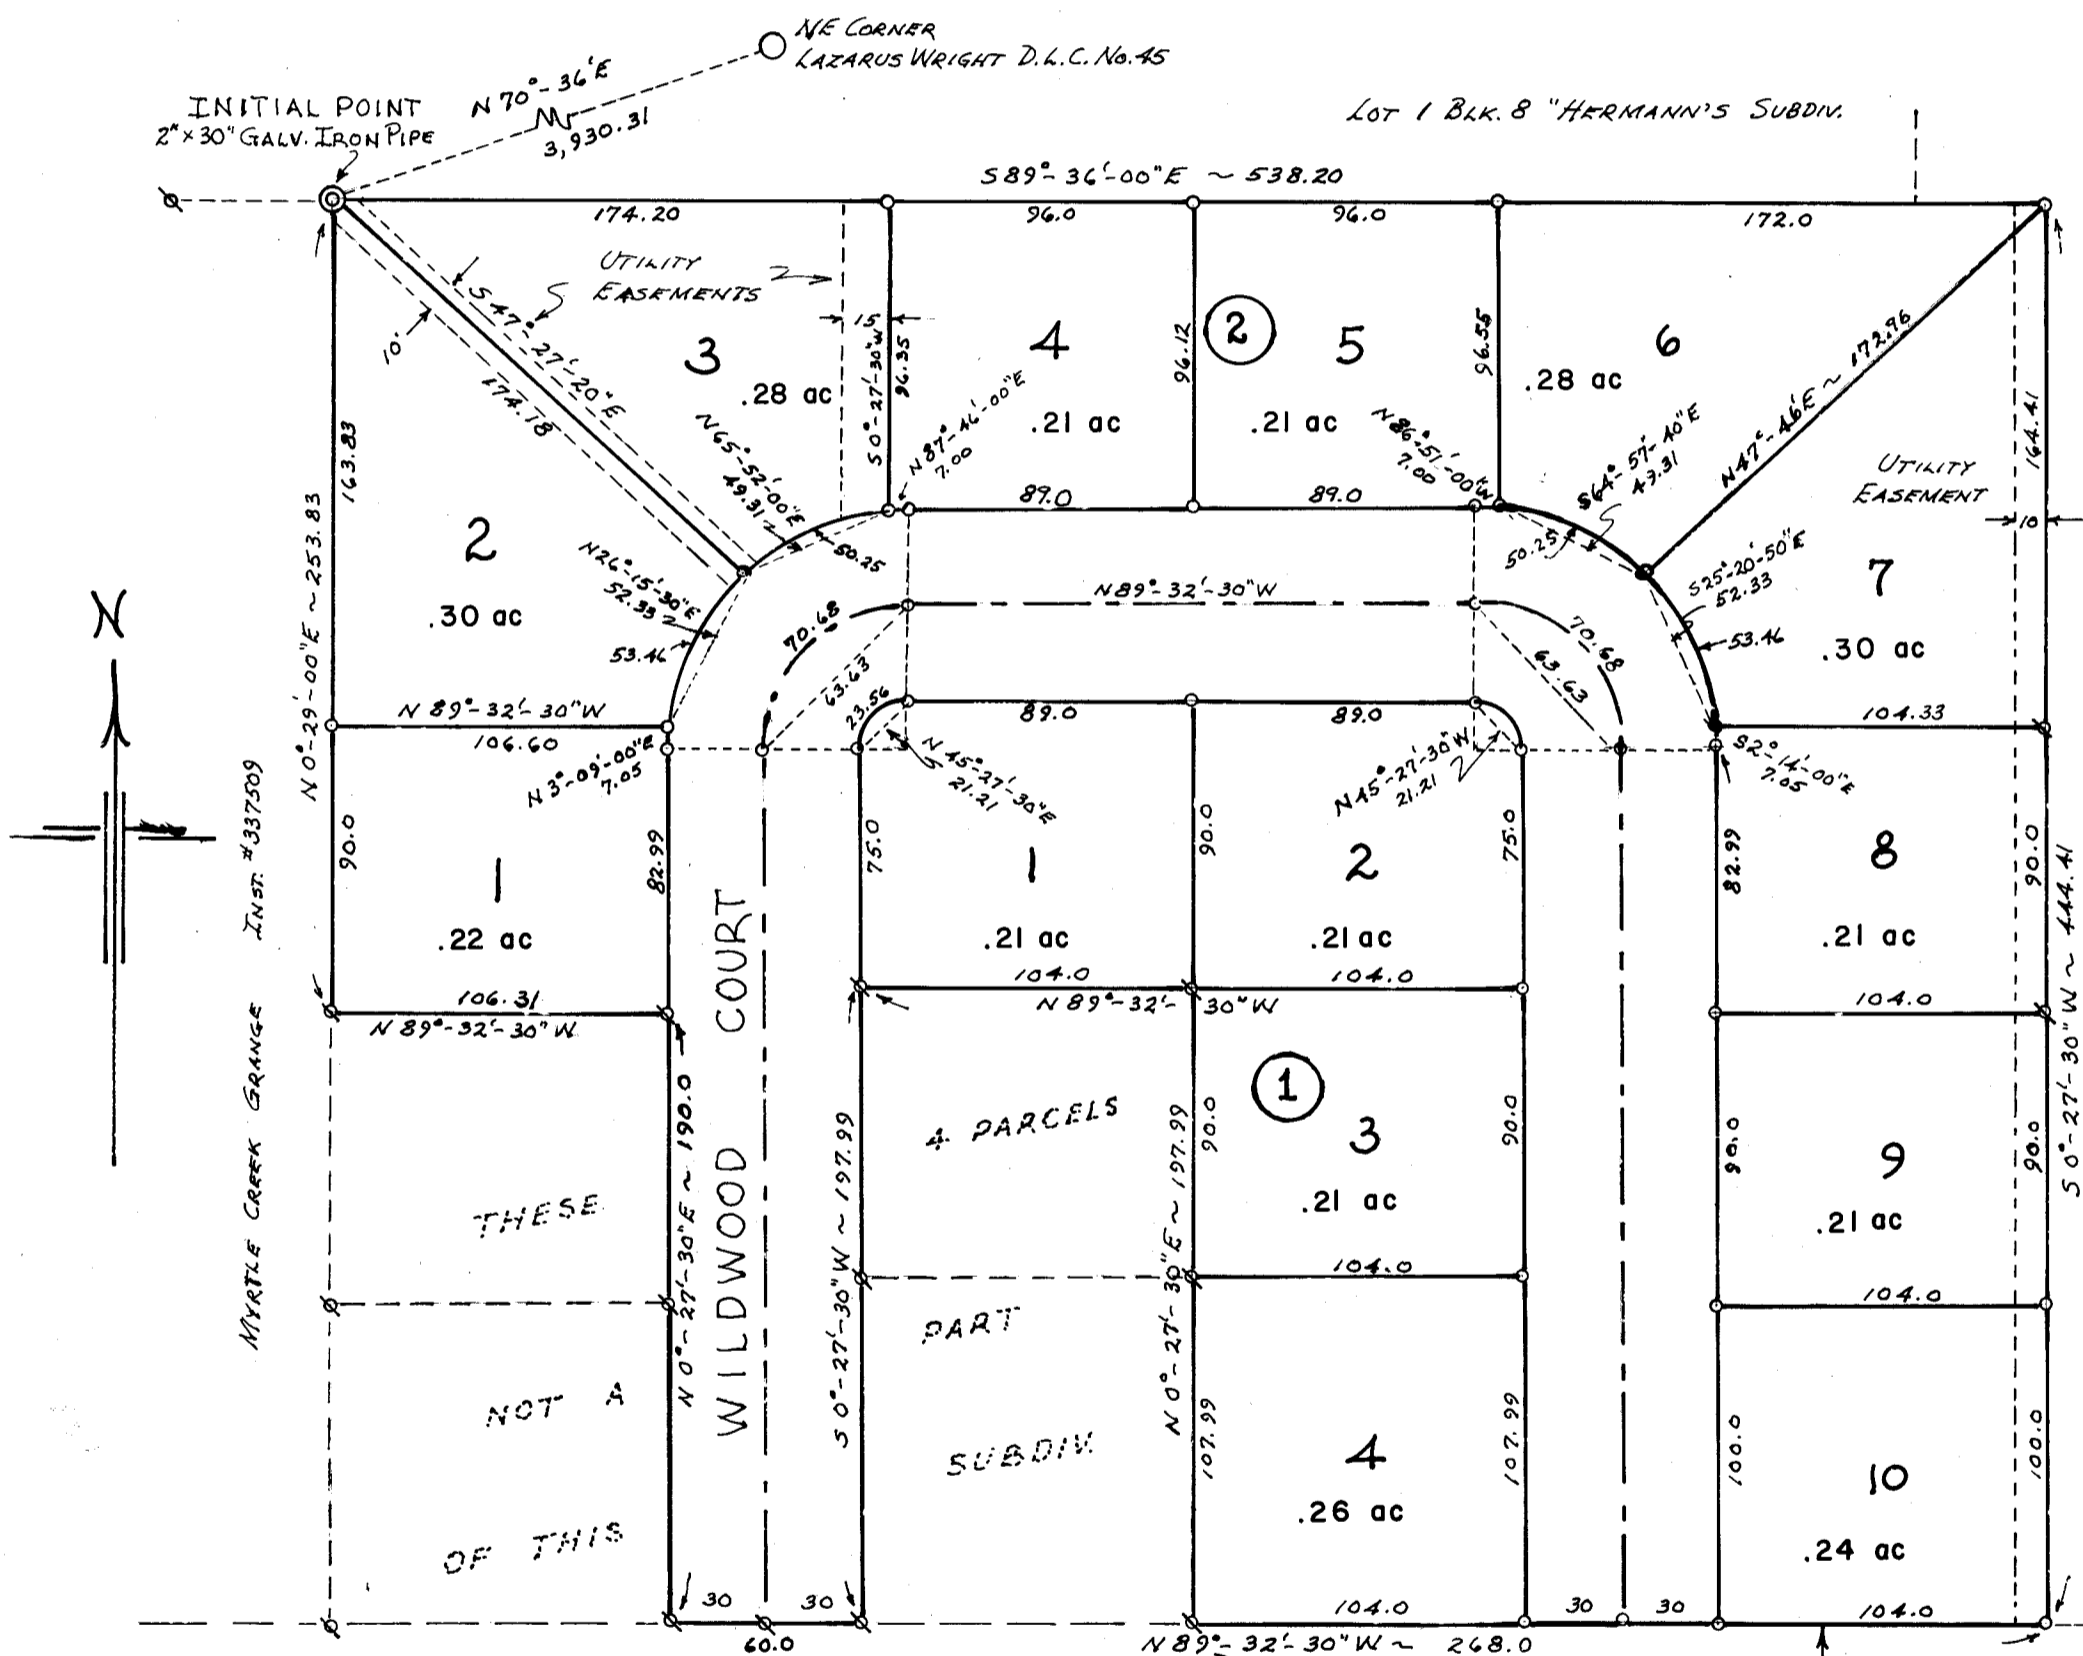 NE CORNER
LAZARUS WRIGHT D.L.C. No. 45
N 70°-36'E
3,930.31
INITIAL POINT
2"x30" GALV. IRON PIPE
LOT 1 BLK. 8 "HERMANN'S SUBDIV.
S 89°-36'-00"E ~ 538.20
174.20
96.0
96.0
172.0
UTILITY
EASEMENTS
15
10'
S 47°-27'-20"E
174.18
3
.28 ac
S 0°-27'-30"W
96.35
4
.21 ac
96.12
2
5
.21 ac
96.55
6
.28 ac
N 47°-46'E ~ 172.96
164.41
UTILITY
EASEMENT
10
163.83
N 0°-29'-00"E ~ 253.83
2
.30 ac
N 65°-52'-00"E
49.31
50.25
N 87°-46'-00"E
7.00
89.0
89.0
N 86°-51'-00"W
7.00
S 64°-57'-40"E
49.31
50.25
S 25°-20'-50"E
52.33
53.46
7
.30 ac
N 26°-15'-30"E
52.33
53.46
70.68
63.63
23.56
N 89°-32'-30"W
70.68
63.63
N
N 89°-32'-30"W
106.60
N 3°-09'-00"E
7.05
89.0
89.0
N 45°-27'-30"E
21.21
N 45°-27'-30"W
21.21
104.33
S 2°-14'-00"E
7.05
MYRTLE CREEK GRANGE INST. #337509
90.0
1
.22 ac
82.99
106.31
N 89°-32'-30"W
WILDWOOD COURT
75.0
1
.21 ac
90.0
2
.21 ac
75.0
82.99
8
.21 ac
90.0
S 0°-27'-30"W ~ 444.41
104.0
104.0
N 89°-32'-30"W
104.0
N 0°-27'-30"E ~ 190.0
S 0°-27'-30"W ~ 197.99
N 0°-27'-30"E ~ 197.99
1
90.0
3
.21 ac
90.0
104.0
90.0
9
.21 ac
90.0
104.0
THESE
4 PARCELS
NOT A
PART
OF THIS
SUBDIV.
107.99
4
.26 ac
107.99
100.0
10
.24 ac
100.0
30
30
60.0
104.0
30
30
104.0
N 89°-32'-30"W ~ 268.0